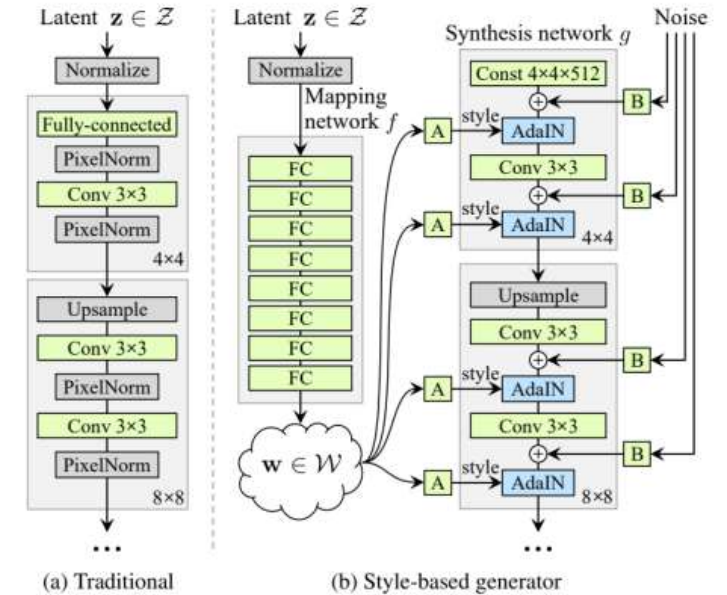 Latent z ∈ 𝒵
Normalize
Fully-connected
PixelNorm
Conv 3×3
PixelNorm
4×4
Upsample
Conv 3×3
PixelNorm
Conv 3×3
PixelNorm
8×8
...
(a) Traditional
Latent z ∈ 𝒵
Normalize
Mapping
network f
FC
FC
FC
FC
FC
FC
FC
FC
w ∈ 𝒲
A
A
A
A
style
style
style
style
Synthesis network g
Const 4×4×512
+
AdaIN
Conv 3×3
+
AdaIN
4×4
Upsample
Conv 3×3
+
AdaIN
Conv 3×3
+
AdaIN
8×8
...
Noise
B
B
B
B
(b) Style-based generator